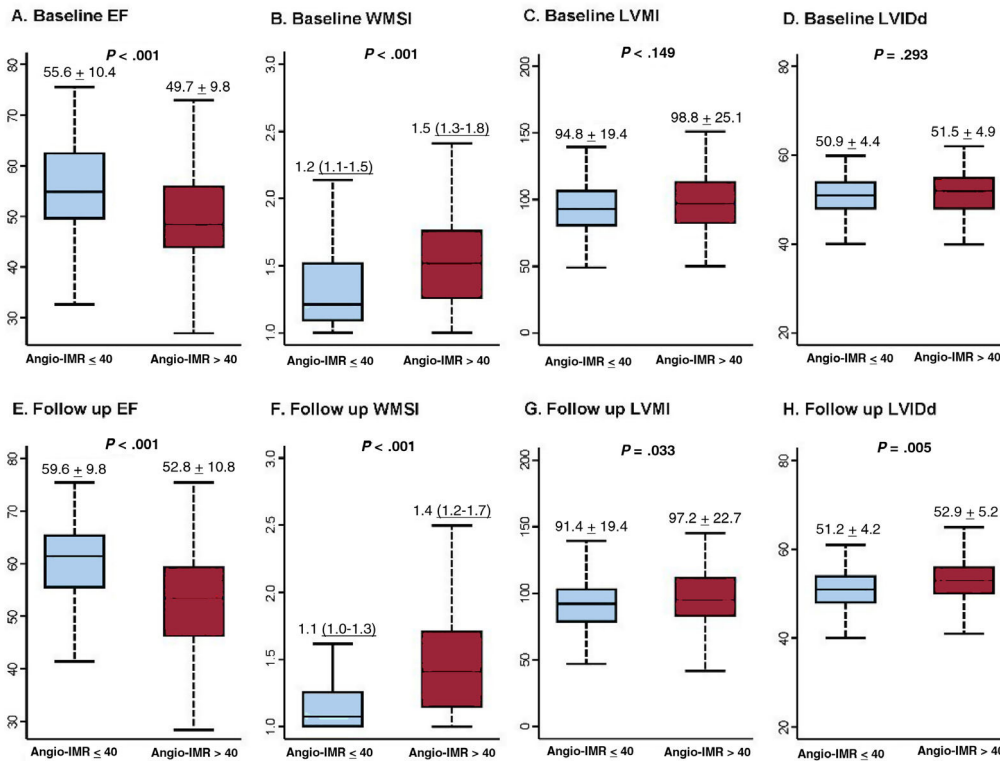 A. Baseline EF
P < .001
55.6 ± 10.4
49.7 ± 9.8
80
70
60
50
40
30
Angio-IMR ≤ 40
Angio-IMR > 40
B. Baseline WMSI
P < .001
1.2 (1.1-1.5)
1.5 (1.3-1.8)
3.0
2.5
2.0
1.5
1.0
Angio-IMR ≤ 40
Angio-IMR > 40
C. Baseline LVMI
P < .149
94.8 ± 19.4
98.8 ± 25.1
200
150
100
50
0
Angio-IMR ≤ 40
Angio-IMR > 40
D. Baseline LVIDd
P = .293
50.9 ± 4.4
51.5 ± 4.9
80
60
40
20
Angio-IMR ≤ 40
Angio-IMR > 40
E. Follow up EF
P < .001
59.6 ± 9.8
52.8 ± 10.8
80
70
60
50
40
30
Angio-IMR ≤ 40
Angio-IMR > 40
F. Follow up WMSI
P < .001
1.1 (1.0-1.3)
1.4 (1.2-1.7)
3.0
2.5
2.0
1.5
1.0
Angio-IMR ≤ 40
Angio-IMR > 40
G. Follow up LVMI
P = .033
91.4 ± 19.4
97.2 ± 22.7
200
150
100
50
0
Angio-IMR ≤ 40
Angio-IMR > 40
H. Follow up LVIDd
P = .005
51.2 ± 4.2
52.9 ± 5.2
80
60
40
20
Angio-IMR ≤ 40
Angio-IMR > 40